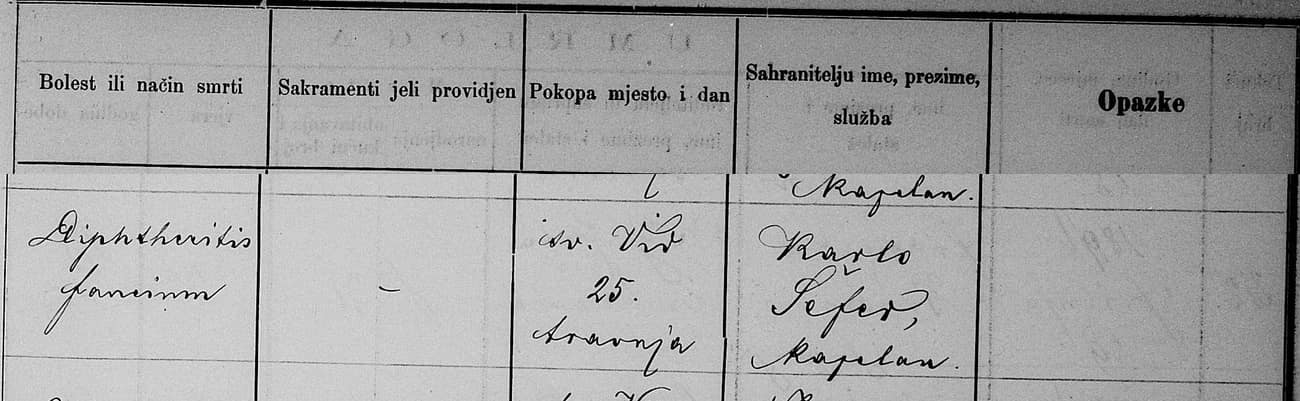 Bolest ili način smrti
Sakramenti jeli providjen
Pokopa mjesto i dan
Sahranitelju ime, prezime,
služba
Opazke
kapelan.
Diphtheritis
faucium
–
sv. Vid
25.
travnja
Karlo
Šefer,
kapelan.